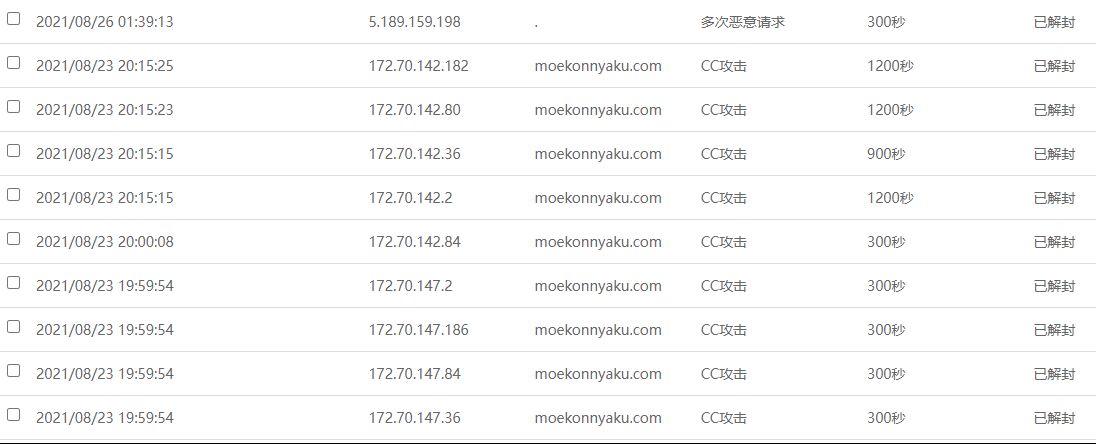 2021/08/26 01:39:13 5.189.159.198 . 多次恶意请求 300秒 已解封
2021/08/23 20:15:25 172.70.142.182 moekonnyaku.com CC攻击 1200秒 已解封
2021/08/23 20:15:23 172.70.142.80 moekonnyaku.com CC攻击 1200秒 已解封
2021/08/23 20:15:15 172.70.142.36 moekonnyaku.com CC攻击 900秒 已解封
2021/08/23 20:15:15 172.70.142.2 moekonnyaku.com CC攻击 1200秒 已解封
2021/08/23 20:00:08 172.70.142.84 moekonnyaku.com CC攻击 300秒 已解封
2021/08/23 19:59:54 172.70.147.2 moekonnyaku.com CC攻击 300秒 已解封
2021/08/23 19:59:54 172.70.147.186 moekonnyaku.com CC攻击 300秒 已解封
2021/08/23 19:59:54 172.70.147.84 moekonnyaku.com CC攻击 300秒 已解封
2021/08/23 19:59:54 172.70.147.36 moekonnyaku.com CC攻击 300秒 已解封